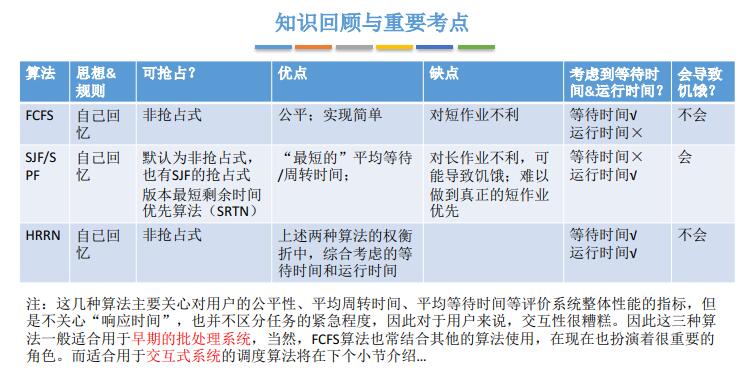 知识回顾与重要考点
算法
思想&
规则
可抢占？
优点
缺点
考虑到等待时
间&运行时间？
会导致
饥饿？
FCFS
自己回
忆
非抢占式
公平；实现简单
对短作业不利
等待时间√
运行时间×
不会
SJF/S
PF
自己回
忆
默认为非抢占式，
也有SJF的抢占式
版本最短剩余时间
优先算法（SRTN）
“最短的”平均等待
/周转时间；
对长作业不利，可
能导致饥饿；难以
做到真正的短作业
优先
等待时间×
运行时间√
会
HRRN
自己回
忆
非抢占式
上述两种算法的权衡
折中，综合考虑的等
待时间和运行时间
等待时间√
运行时间√
不会
注：这几种算法主要关心对用户的公平性、平均周转时间、平均等待时间等评价系统整体性能的指标，但
是不关心“响应时间”，也并不区分任务的紧急程度，因此对于用户来说，交互性很糟糕。因此这三种算
法一般适合用于早期的批处理系统，当然，FCFS算法也常结合其他的算法使用，在现在也扮演着很重要的
角色。而适合用于交互式系统的调度算法将在下个小节介绍…